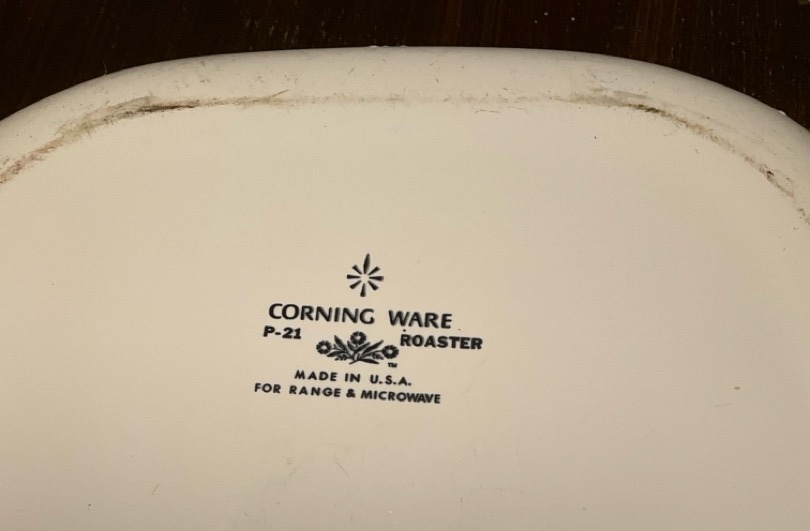 CORNING WARE
P-21 ROASTER
TM
MADE IN U.S.A.
FOR RANGE & MICROWAVE